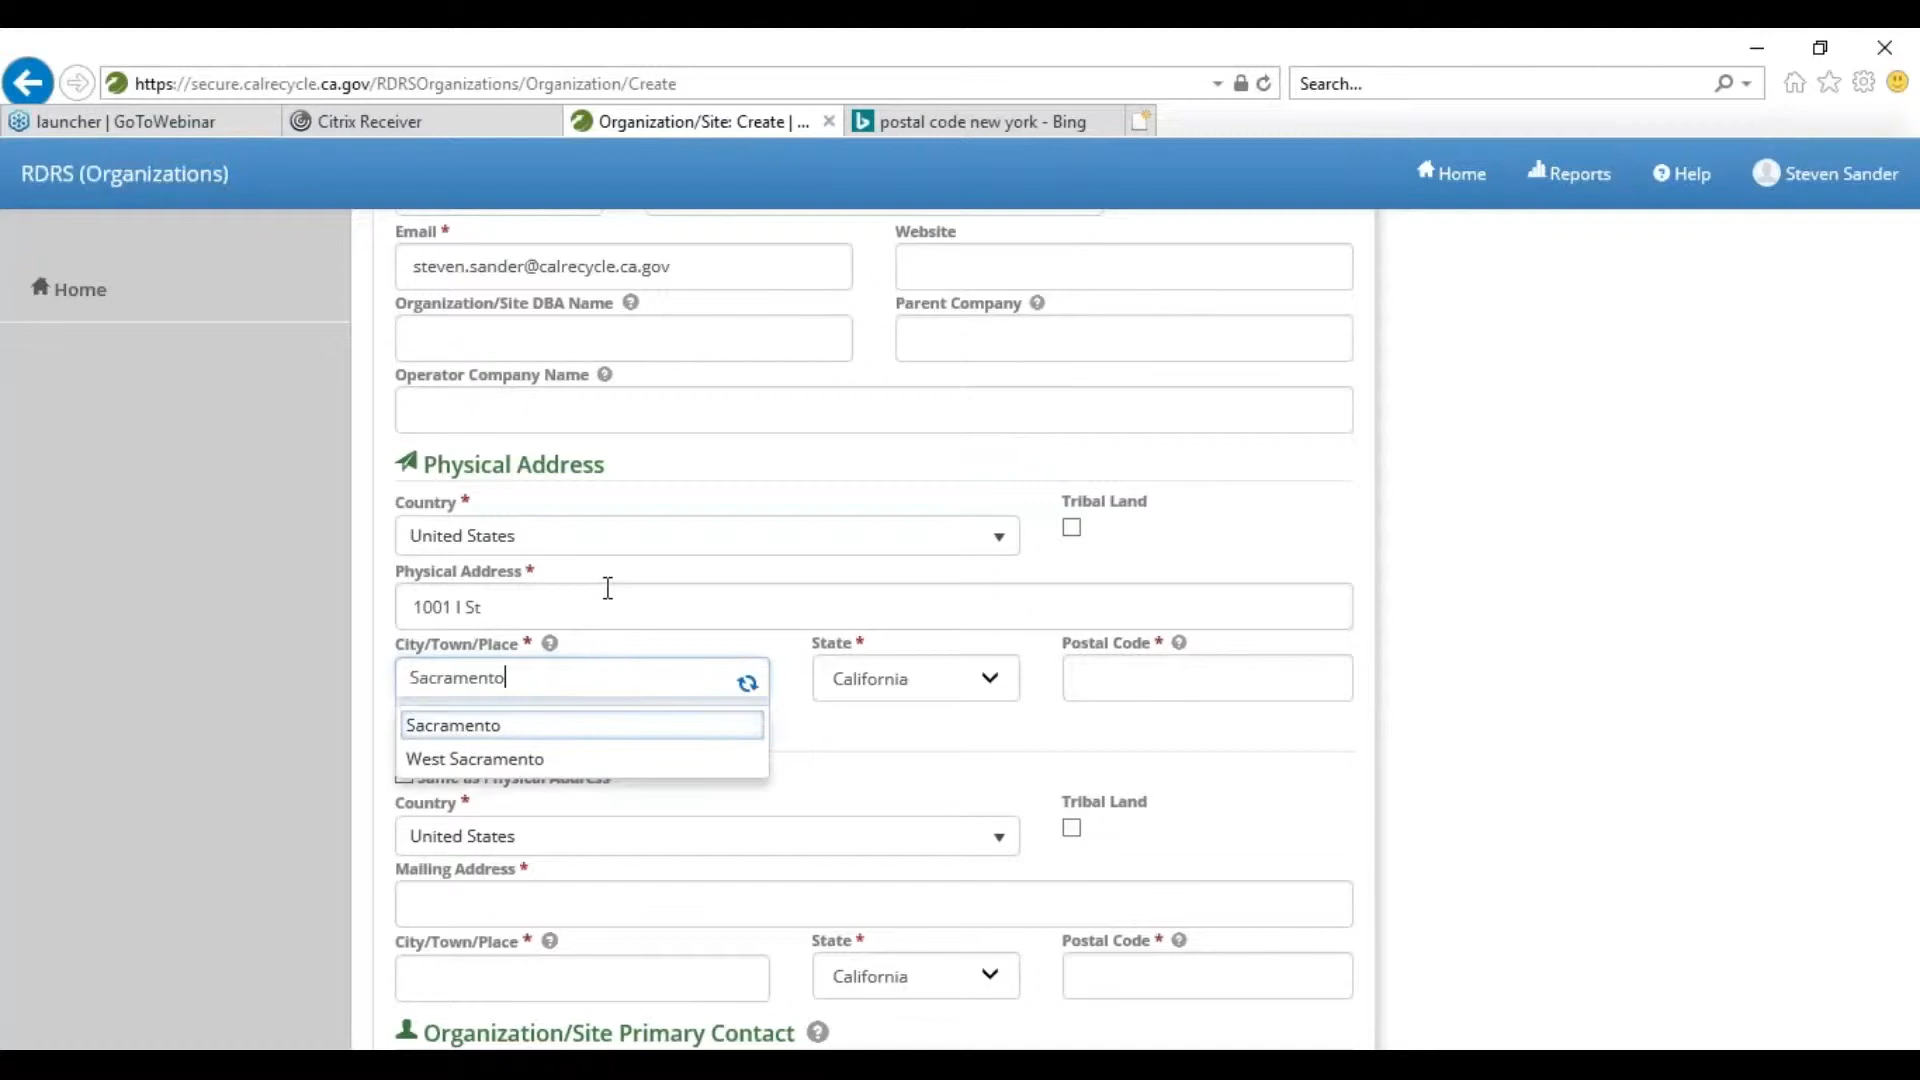 https://secure.calrecycle.ca.gov/RDRSOrganizations/Organization/Create
Search...
launcher | GoToWebinar
Citrix Receiver
Organization/Site: Create | ...
postal code new york - Bing
RDRS (Organizations)
Home
Reports
Help
Steven Sander
Home
Email *
Website
steven.sander@calrecycle.ca.gov
Organization/Site DBA Name
Parent Company
Operator Company Name
Physical Address
Country *
Tribal Land
United States
Physical Address *
1001 I St
City/Town/Place *
State *
Postal Code *
Sacramento
California
Sacramento
West Sacramento
Same as Physical Address
Country *
Tribal Land
United States
Mailing Address *
City/Town/Place *
State *
Postal Code *
California
Organization/Site Primary Contact